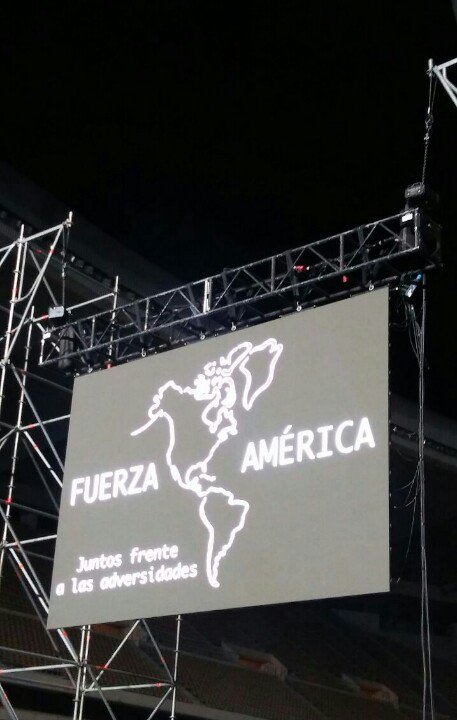 FUERZA AMÉRICA
Juntos frente
a las adversidades